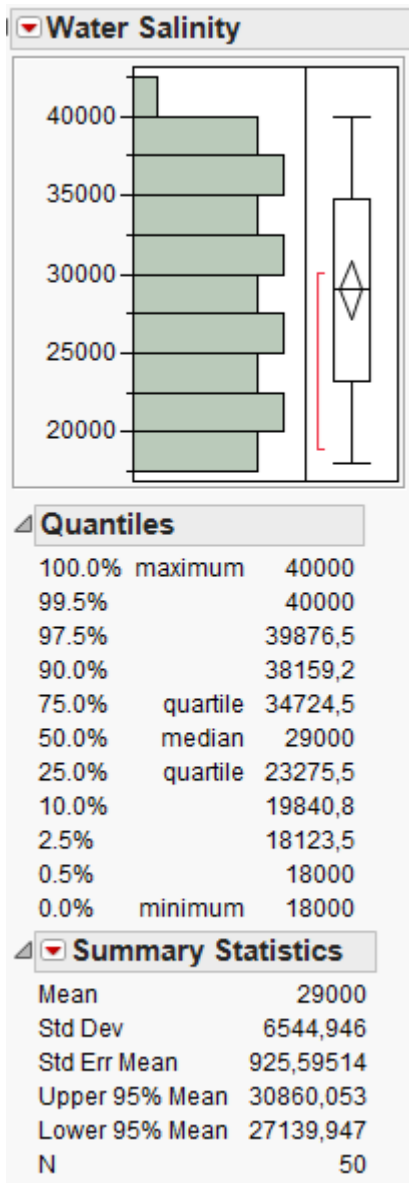 Water Salinity
40000
35000
30000
25000
20000
Quantiles
100.0% maximum 40000
99.5% 40000
97.5% 39876,5
90.0% 38159,2
75.0% quartile 34724,5
50.0% median 29000
25.0% quartile 23275,5
10.0% 19840,8
2.5% 18123,5
0.5% 18000
0.0% minimum 18000
Summary Statistics
Mean 29000
Std Dev 6544,946
Std Err Mean 925,59514
Upper 95% Mean 30860,053
Lower 95% Mean 27139,947
N 50